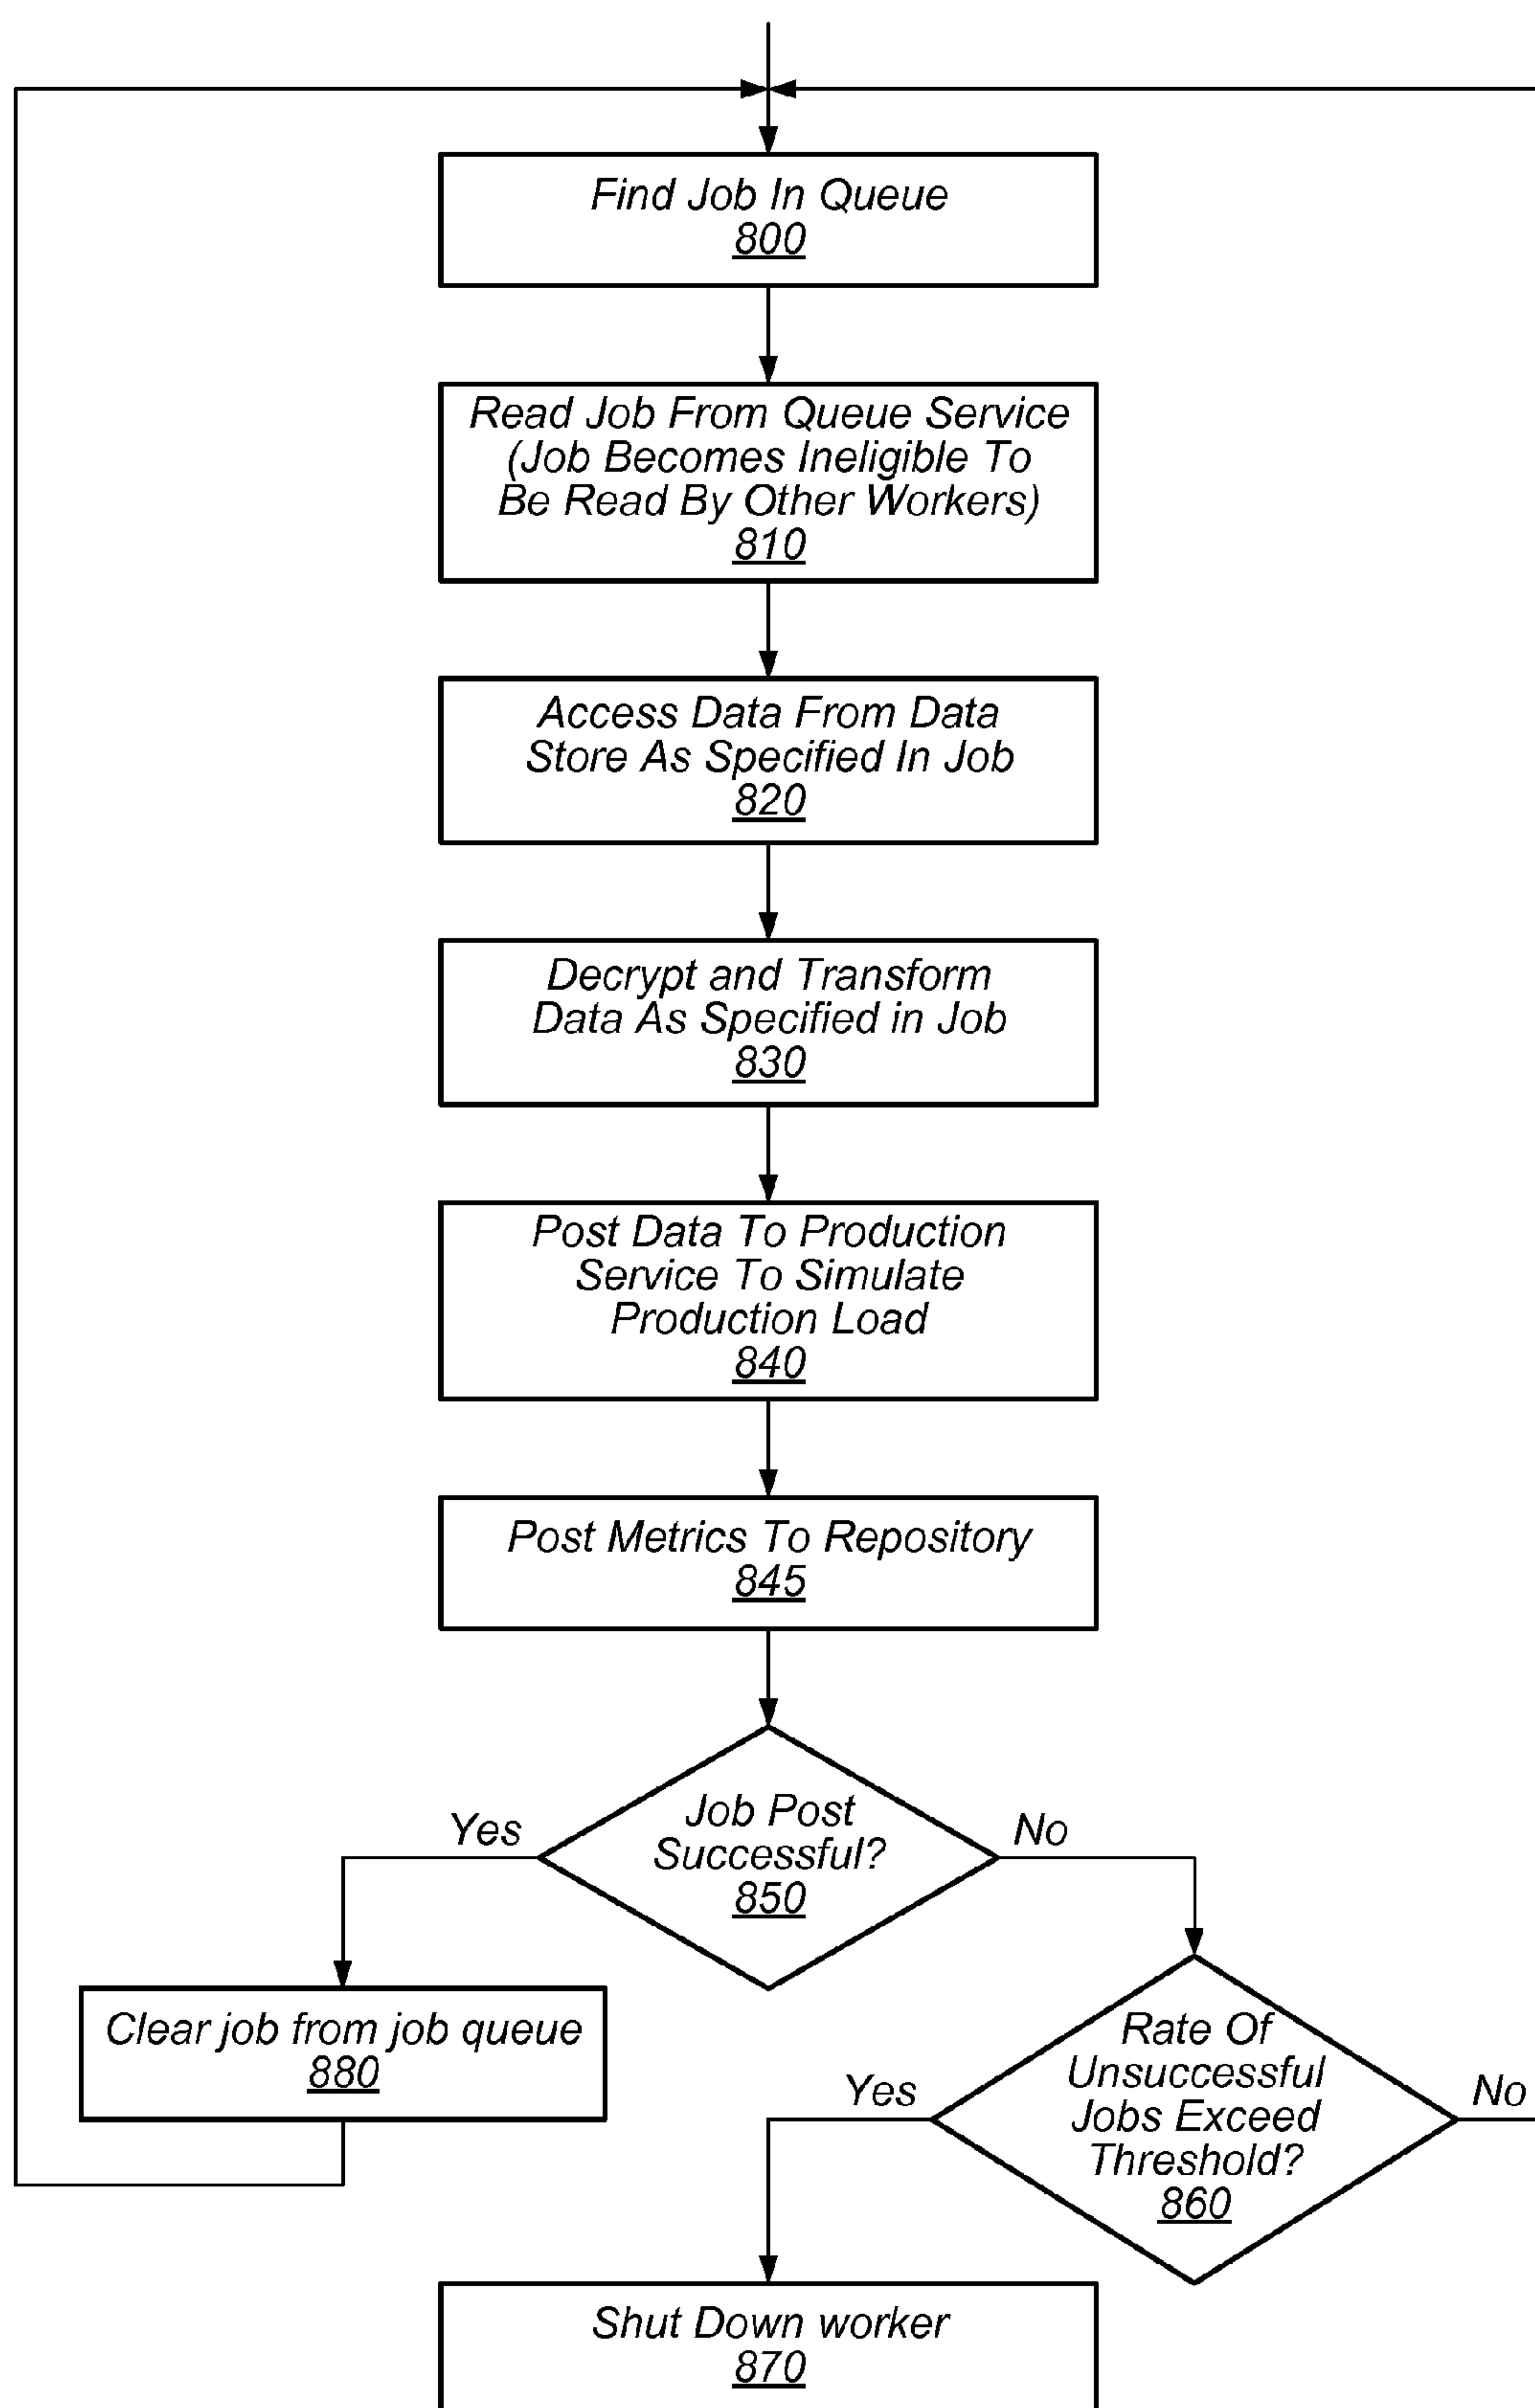 Find Job In Queue
800
Read Job From Queue Service
(Job Becomes Ineligible To
Be Read By Other Workers)
810
Access Data From Data
Store As Specified In Job
820
Decrypt and Transform
Data As Specified in Job
830
Post Data To Production
Service To Simulate
Production Load
840
Post Metrics To Repository
845
Job Post
Successful?
850
Yes
No
Clear job from job queue
880
Rate Of
Unsuccessful
Jobs Exceed
Threshold?
860
Yes
No
Shut Down worker
870